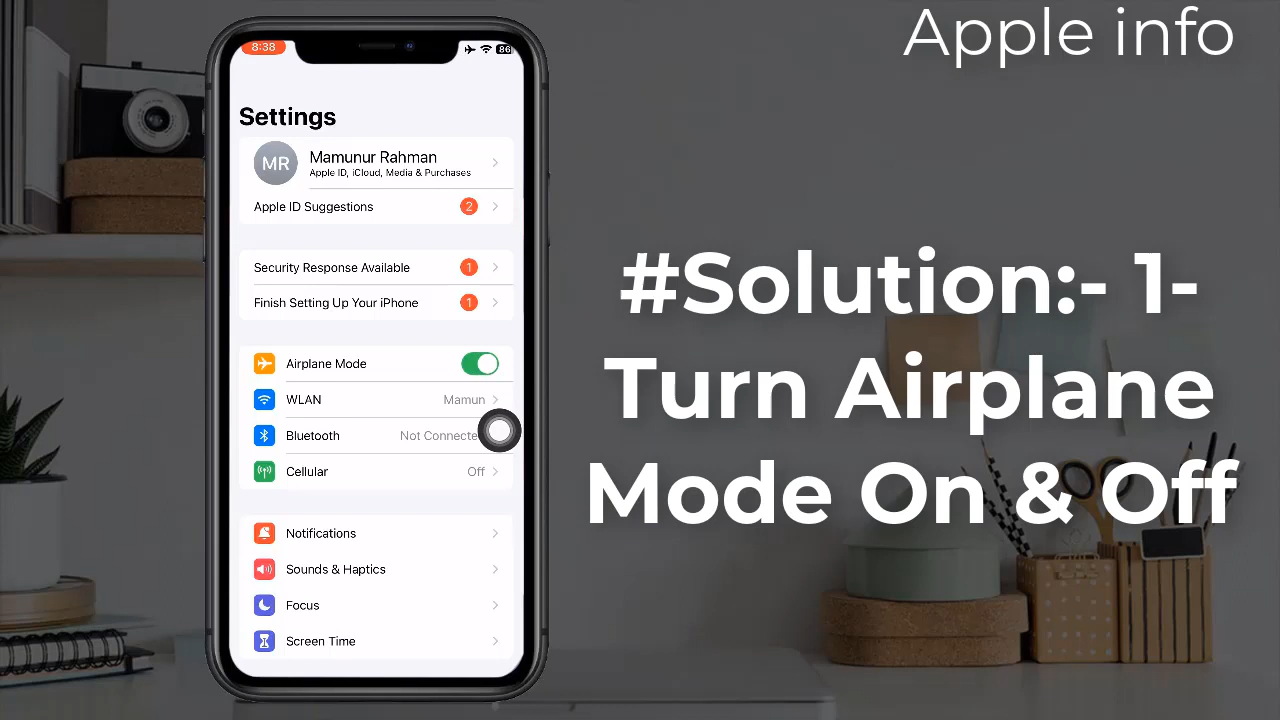 Apple info
8:38
86
Settings
MR
Mamunur Rahman
Apple ID, iCloud, Media & Purchases
Apple ID Suggestions 2
Security Response Available 1
Finish Setting Up Your iPhone 1
Airplane Mode
WLAN Mamun
Bluetooth Not Connecte
Cellular Off
Notifications
Sounds & Haptics
Focus
Screen Time
#Solution:- 1-
Turn Airplane
Mode On & Off